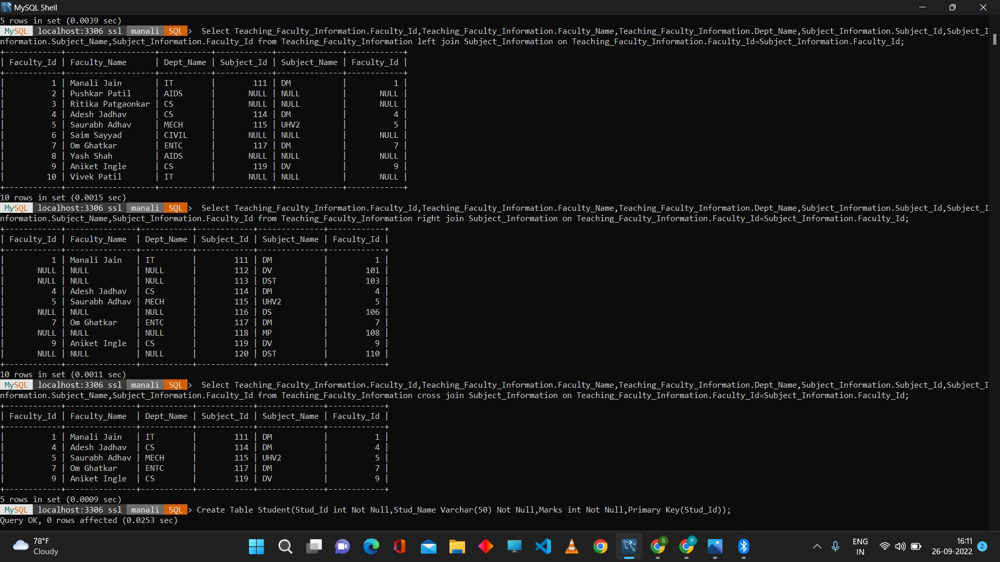 MySQL Shell
5 rows in set (0.0039 sec)
MySQL localhost:3306 ssl manali SQL > Select Teaching_Faculty_Information.Faculty_Id,Teaching_Faculty_Information.Faculty_Name,Teaching_Faculty_Information.Dept_Name,Subject_Information.Subject_Id,Subject_I
nformation.Subject_Name,Subject_Information.Faculty_Id from Teaching_Faculty_Information left join Subject_Information on Teaching_Faculty_Information.Faculty_Id=Subject_Information.Faculty_Id;
+------------+-------------------+-----------+------------+--------------+------------+
| Faculty_Id | Faculty_Name      | Dept_Name | Subject_Id | Subject_Name | Faculty_Id |
+------------+-------------------+-----------+------------+--------------+------------+
|          1 | Manali Jain       | IT        |        111 | DM           |          1 |
|          2 | Pushkar Patil     | AIDS      |       NULL | NULL         |       NULL |
|          3 | Ritika Patgaonkar | CS        |       NULL | NULL         |       NULL |
|          4 | Adesh Jadhav      | CS        |        114 | DM           |          4 |
|          5 | Saurabh Adhav     | MECH      |        115 | UHV2         |          5 |
|          6 | Saim Sayyad       | CIVIL     |       NULL | NULL         |       NULL |
|          7 | Om Ghatkar        | ENTC      |        117 | DM           |          7 |
|          8 | Yash Shah         | AIDS      |       NULL | NULL         |       NULL |
|          9 | Aniket Ingle      | CS        |        119 | DV           |          9 |
|         10 | Vivek Patil       | IT        |       NULL | NULL         |       NULL |
+------------+-------------------+-----------+------------+--------------+------------+
10 rows in set (0.0015 sec)
MySQL localhost:3306 ssl manali SQL > Select Teaching_Faculty_Information.Faculty_Id,Teaching_Faculty_Information.Faculty_Name,Teaching_Faculty_Information.Dept_Name,Subject_Information.Subject_Id,Subject_I
nformation.Subject_Name,Subject_Information.Faculty_Id from Teaching_Faculty_Information right join Subject_Information on Teaching_Faculty_Information.Faculty_Id=Subject_Information.Faculty_Id;
+------------+---------------+-----------+------------+--------------+------------+
| Faculty_Id | Faculty_Name  | Dept_Name | Subject_Id | Subject_Name | Faculty_Id |
+------------+---------------+-----------+------------+--------------+------------+
|          1 | Manali Jain   | IT        |        111 | DM           |          1 |
|       NULL | NULL          | NULL      |        112 | DV           |        101 |
|       NULL | NULL          | NULL      |        113 | DST          |        103 |
|          4 | Adesh Jadhav  | CS        |        114 | DM           |          4 |
|          5 | Saurabh Adhav | MECH      |        115 | UHV2         |          5 |
|       NULL | NULL          | NULL      |        116 | DS           |        106 |
|          7 | Om Ghatkar    | ENTC      |        117 | DM           |          7 |
|       NULL | NULL          | NULL      |        118 | MP           |        108 |
|          9 | Aniket Ingle  | CS        |        119 | DV           |          9 |
|       NULL | NULL          | NULL      |        120 | DST          |        110 |
+------------+---------------+-----------+------------+--------------+------------+
10 rows in set (0.0011 sec)
MySQL localhost:3306 ssl manali SQL > Select Teaching_Faculty_Information.Faculty_Id,Teaching_Faculty_Information.Faculty_Name,Teaching_Faculty_Information.Dept_Name,Subject_Information.Subject_Id,Subject_I
nformation.Subject_Name,Subject_Information.Faculty_Id from Teaching_Faculty_Information cross join Subject_Information on Teaching_Faculty_Information.Faculty_Id=Subject_Information.Faculty_Id;
+------------+---------------+-----------+------------+--------------+------------+
| Faculty_Id | Faculty_Name  | Dept_Name | Subject_Id | Subject_Name | Faculty_Id |
+------------+---------------+-----------+------------+--------------+------------+
|          1 | Manali Jain   | IT        |        111 | DM           |          1 |
|          4 | Adesh Jadhav  | CS        |        114 | DM           |          4 |
|          5 | Saurabh Adhav | MECH      |        115 | UHV2         |          5 |
|          7 | Om Ghatkar    | ENTC      |        117 | DM           |          7 |
|          9 | Aniket Ingle  | CS        |        119 | DV           |          9 |
+------------+---------------+-----------+------------+--------------+------------+
5 rows in set (0.0009 sec)
MySQL localhost:3306 ssl manali SQL > Create Table Student(Stud_Id int Not Null,Stud_Name Varchar(50) Not Null,Marks int Not Null,Primary Key(Stud_Id));
Query OK, 0 rows affected (0.0253 sec)
78°F
Cloudy
S
P
ENG
IN
16:11
26-09-2022
2